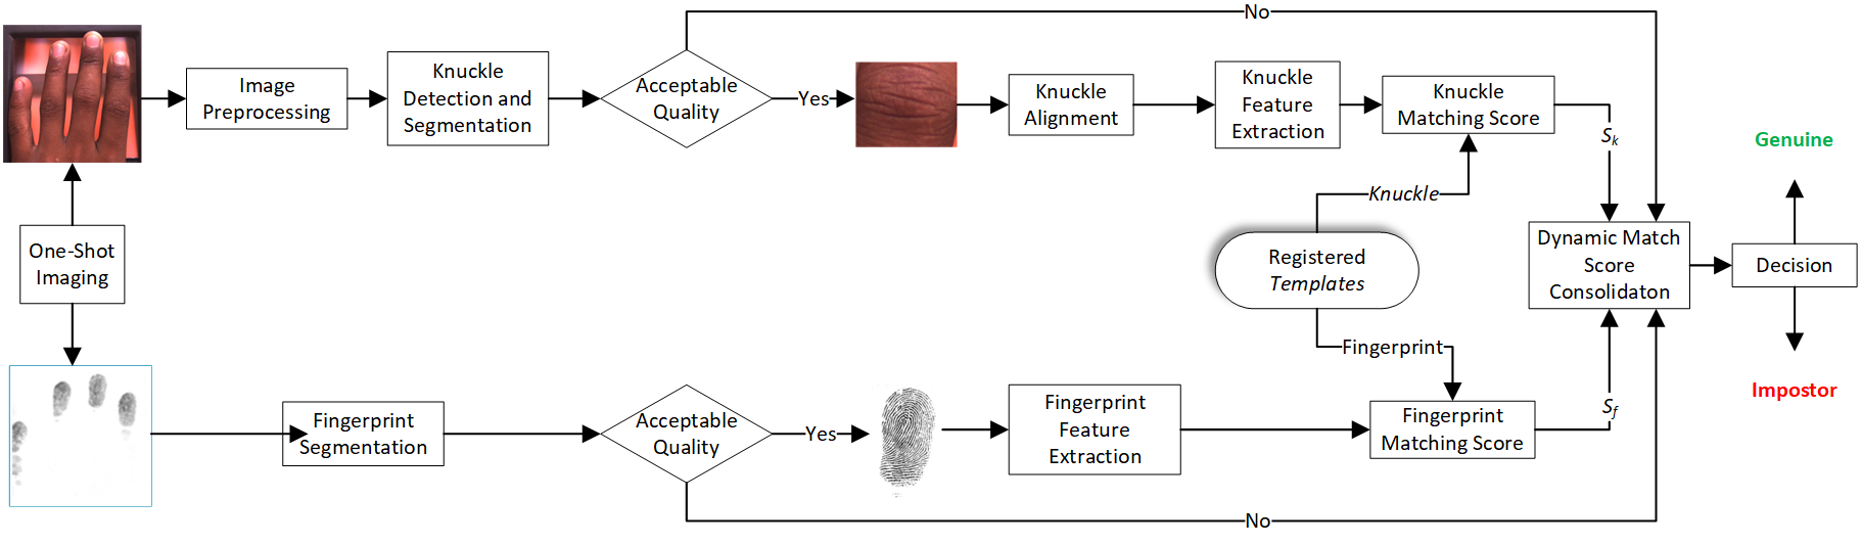 No
Image
Preprocessing
Knuckle
Detection and
Segmentation
Acceptable
Quality
Yes
Knuckle
Alignment
Knuckle
Feature
Extraction
Knuckle
Matching Score
Sk
Genuine
Knuckle
One-Shot
Imaging
Registered
Templates
Dynamic Match
Score
Consolidaton
Decision
Fingerprint
Impostor
Fingerprint
Segmentation
Acceptable
Quality
Yes
Fingerprint
Feature
Extraction
Fingerprint
Matching Score
Sf
No